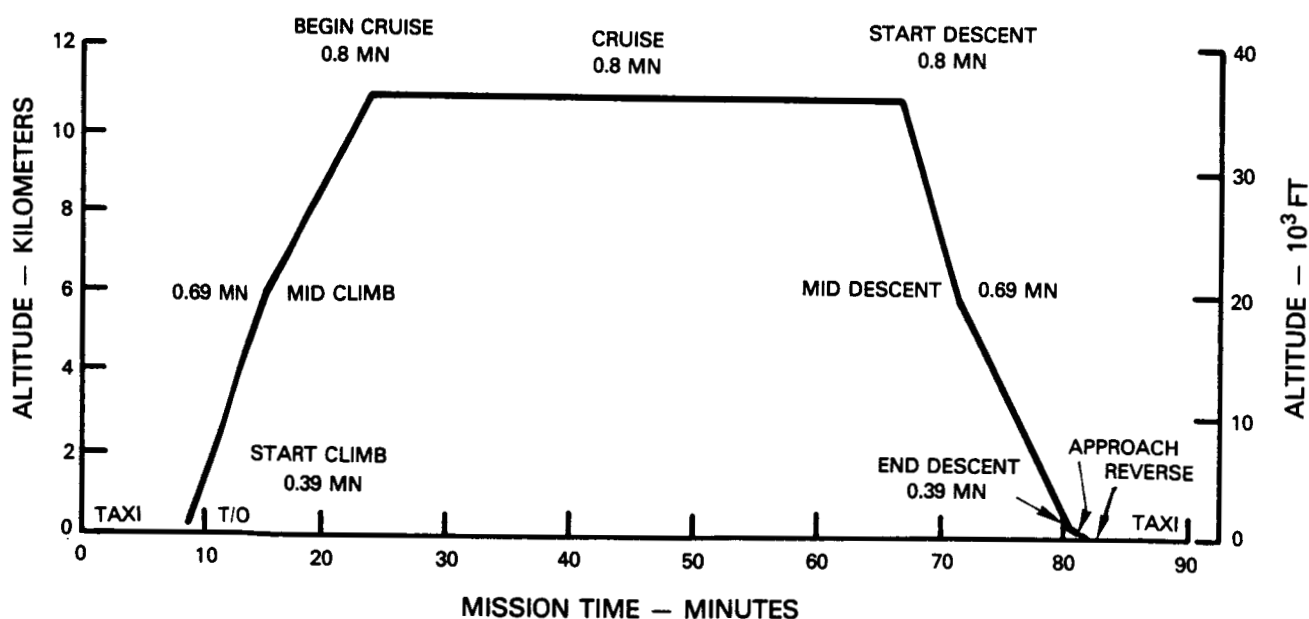 BEGIN CRUISE
0.8 MN
CRUISE
0.8 MN
START DESCENT
0.8 MN
12
10
8
6
4
2
0
ALTITUDE — KILOMETERS
40
30
20
10
0
ALTITUDE — 10³ FT
0.69 MN
MID CLIMB
MID DESCENT
0.69 MN
START CLIMB
0.39 MN
END DESCENT
0.39 MN
APPROACH
REVERSE
TAXI
T/O
TAXI
0 10 20 30 40 50 60 70 80 90
MISSION TIME — MINUTES